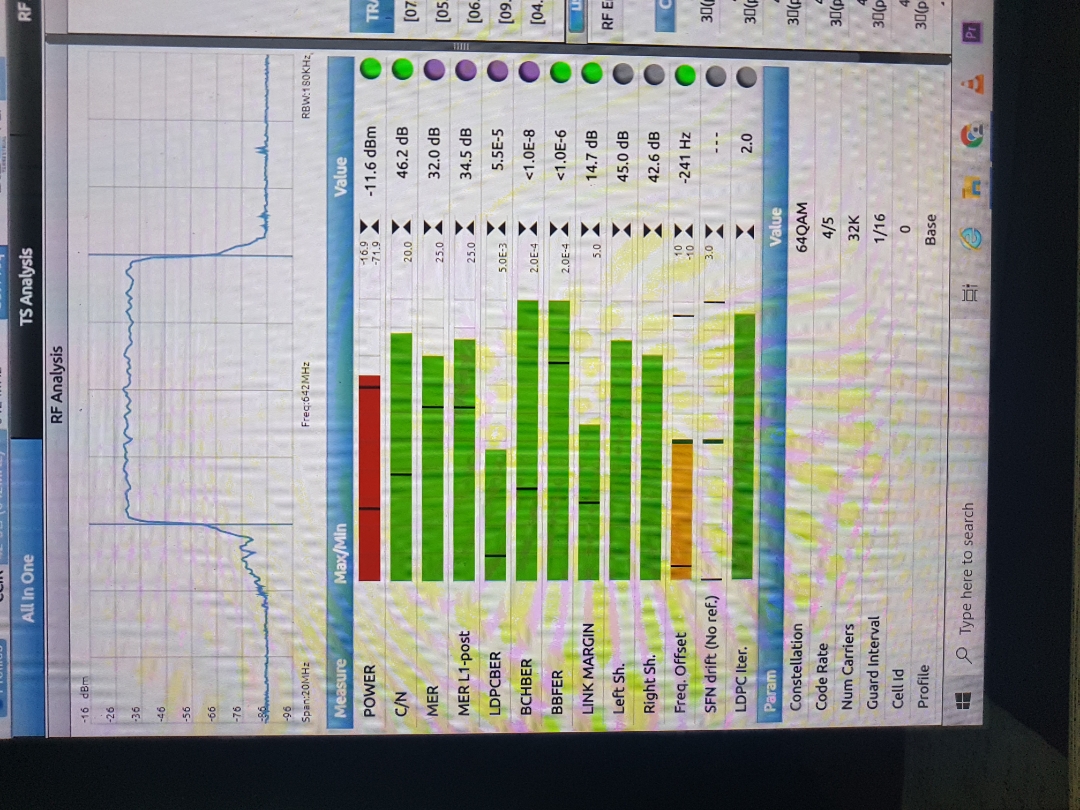 All In One
TS Analysis
RF
RF Analysis
-16 dBm
-26
-36
-46
-56
-66
-76
-86
-96
Span:20MHz
Freq:642MHz
RBW:180KHz
Measure Max/Min Value
POWER -16.9 -71.9 -11.6 dBm
C/N 20.0 46.2 dB
MER 25.0 32.0 dB
MER L1-post 25.0 34.5 dB
LDPCBER 5.0E-3 5.5E-5
BCHBER 2.0E-4 <1.0E-8
BBFER 2.0E-4 <1.0E-6
LINK MARGIN 5.0 14.7 dB
Left Sh. 45.0 dB
Right Sh. 42.6 dB
Freq. Offset 10 -10 -241 Hz
SFN drift (No ref.) 3.0 ---
LDPC Iter. 2.0
Param Value
Constellation 64QAM
Code Rate 4/5
Num Carriers 32K
Guard Interval 1/16
Cell Id 0
Profile Base
[07
[05
[06.
[09.
[04.
RF E
Type here to search
Pr